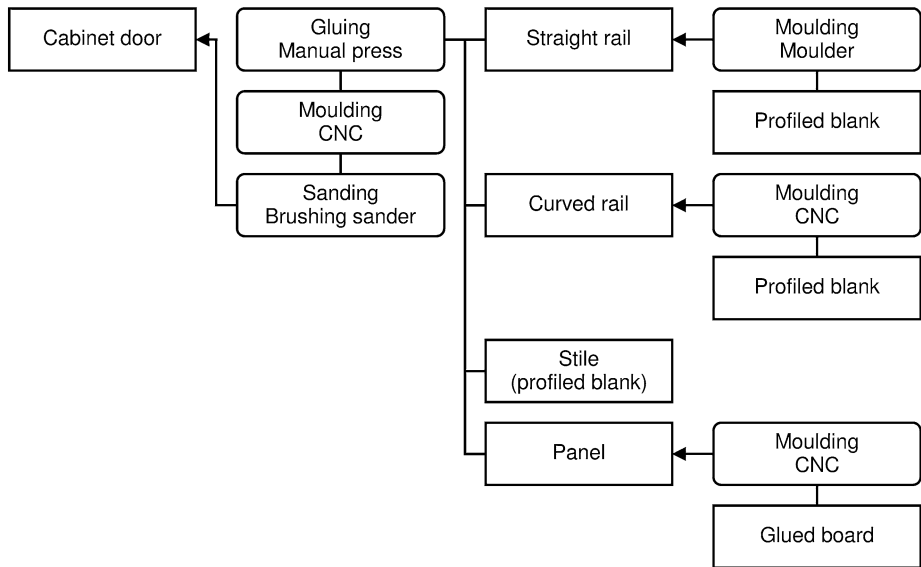 Cabinet door
Gluing
Manual press
Straight rail
Moulding
Moulder
Moulding
CNC
Profiled blank
Sanding
Brushing sander
Curved rail
Moulding
CNC
Profiled blank
Stile
(profiled blank)
Panel
Moulding
CNC
Glued board